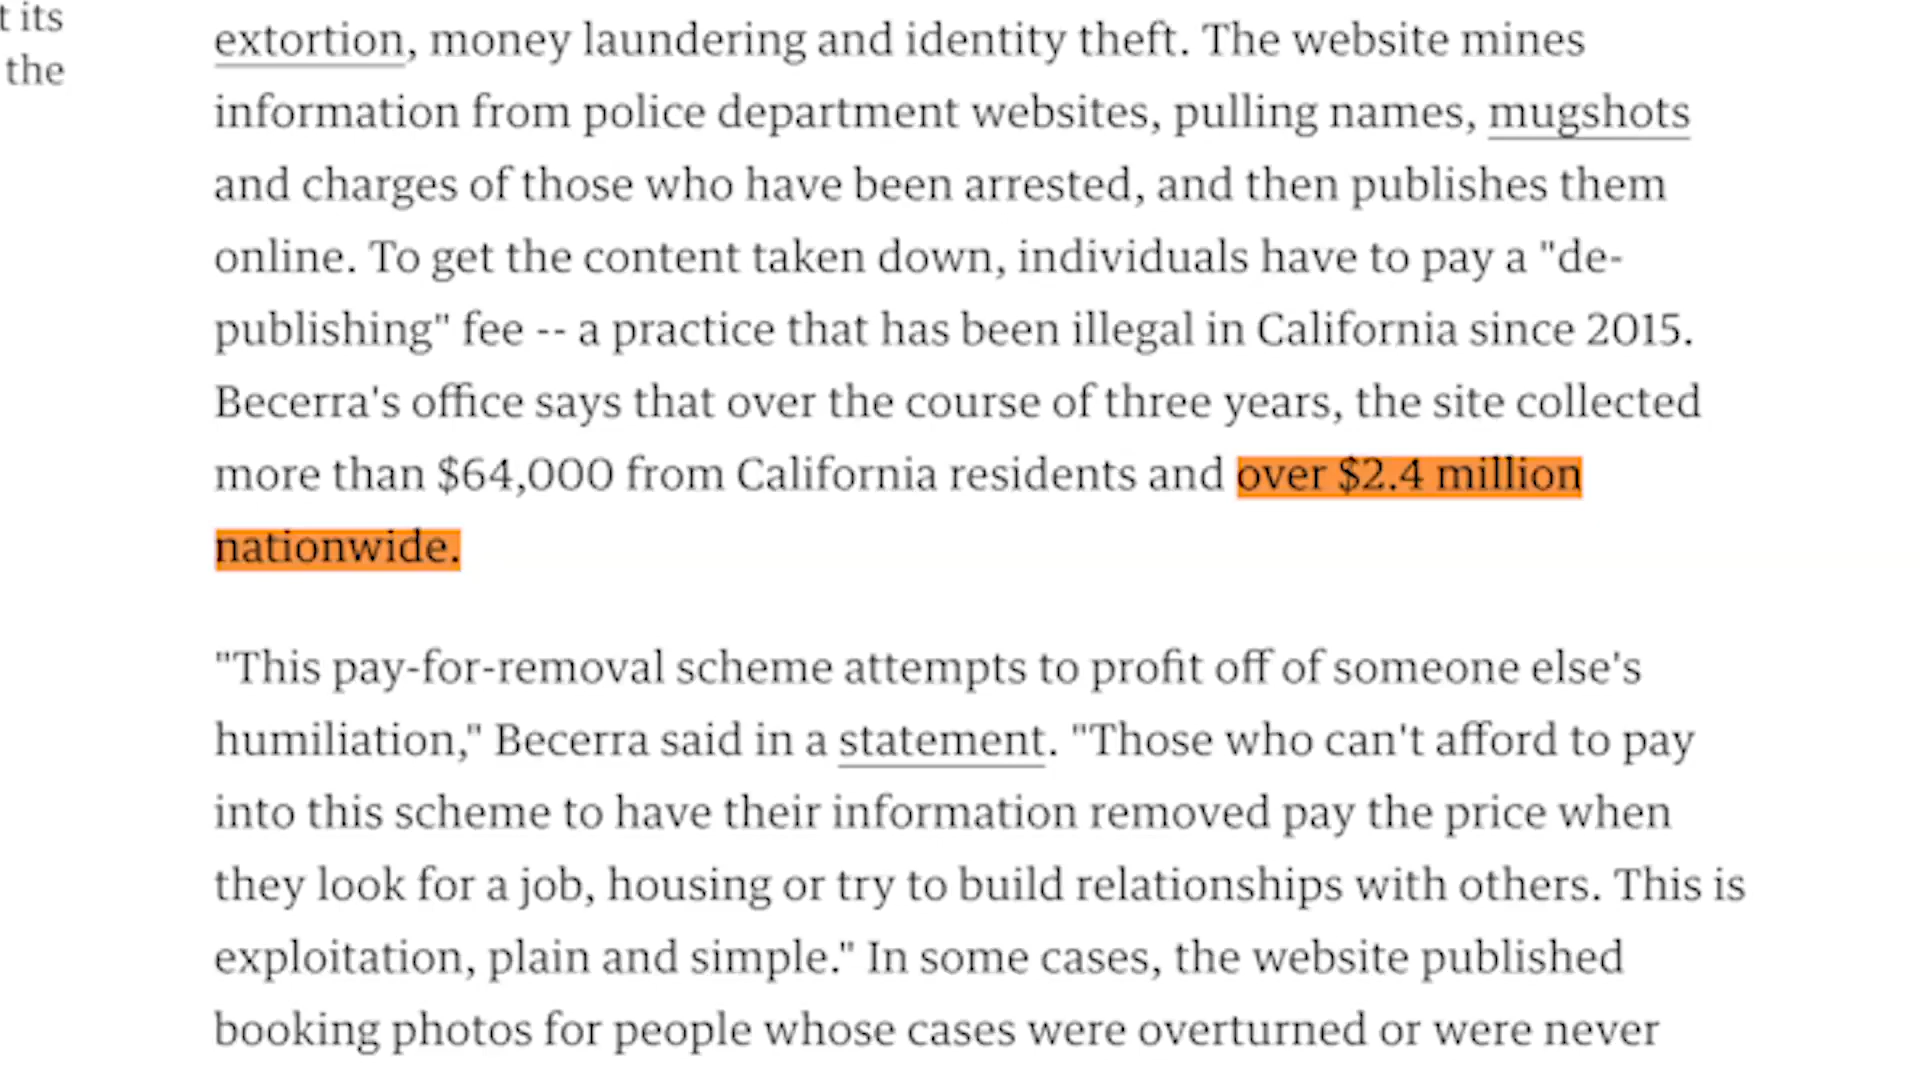 t its
the
extortion, money laundering and identity theft. The website mines
information from police department websites, pulling names, mugshots
and charges of those who have been arrested, and then publishes them
online. To get the content taken down, individuals have to pay a "de-
publishing" fee -- a practice that has been illegal in California since 2015.
Becerra's office says that over the course of three years, the site collected
more than $64,000 from California residents and over $2.4 million
nationwide.
"This pay-for-removal scheme attempts to profit off of someone else's
humiliation," Becerra said in a statement. "Those who can't afford to pay
into this scheme to have their information removed pay the price when
they look for a job, housing or try to build relationships with others. This is
exploitation, plain and simple." In some cases, the website published
booking photos for people whose cases were overturned or were never